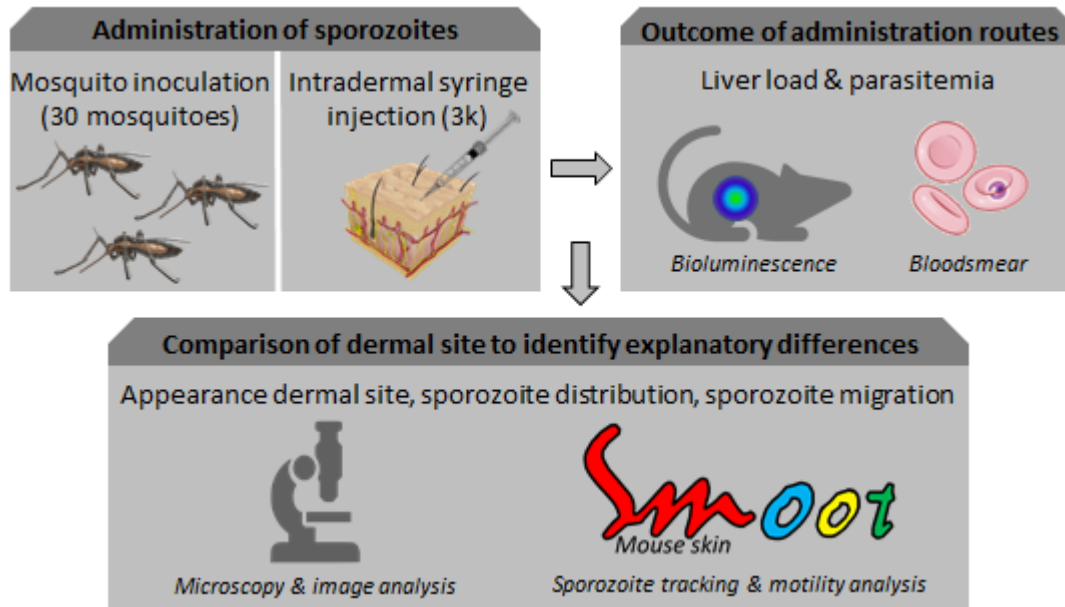 Administration of sporozoites
Mosquito inoculation
(30 mosquitoes)
Intradermal syringe
injection (3k)
Outcome of administration routes
Liver load & parasitemia
Bioluminescence
Bloodsmear
Comparison of dermal site to identify explanatory differences
Appearance dermal site, sporozoite distribution, sporozoite migration
Microscopy & image analysis
Smoot
Mouse skin
Sporozoite tracking & motility analysis